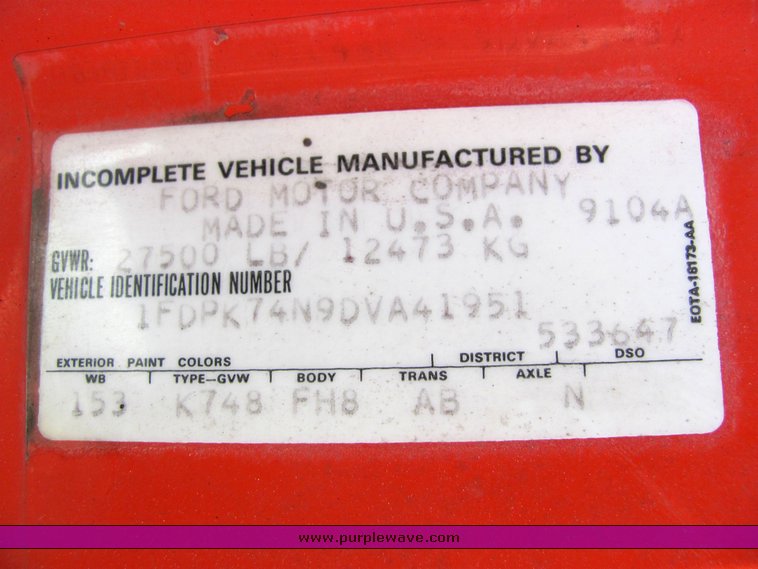 INCOMPLETE VEHICLE MANUFACTURED BY
FORD MOTOR COMPANY
MADE IN U.S.A. 9104A
GVWR: 27500 LB/ 12473 KG
VEHICLE IDENTIFICATION NUMBER
1FDPK74N9DVA41951
533647
EOTA-18173-AA
EXTERIOR PAINT COLORS DISTRICT DSO
WB TYPE-GVW BODY TRANS AXLE
153 K748 FH8 AB N
www.purplewave.com